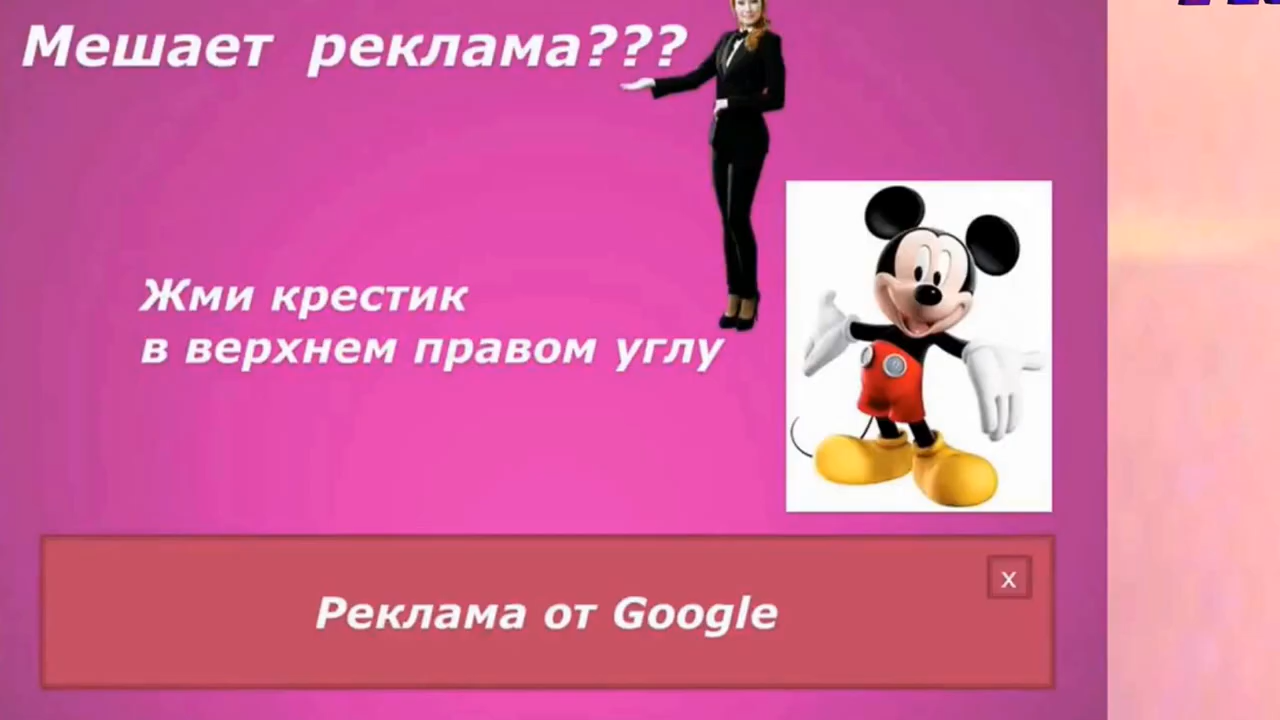 Мешает реклама???
Жми крестик
в верхнем правом углу
x
Реклама от Google